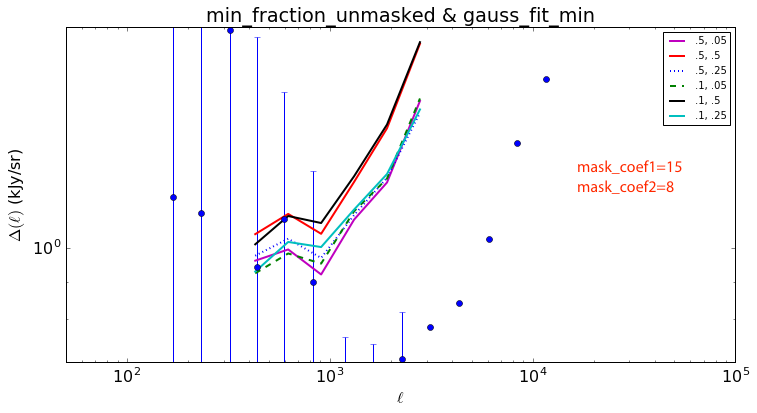 min_fraction_unmasked & gauss_fit_min
Δ(ℓ) (kJy/sr)
10⁰
.5, .05
.5, .5
.5, .25
.1, .05
.1, .5
.1, .25
mask_coef1=15
mask_coef2=8
10² 10³ 10⁴ 10⁵
ℓ